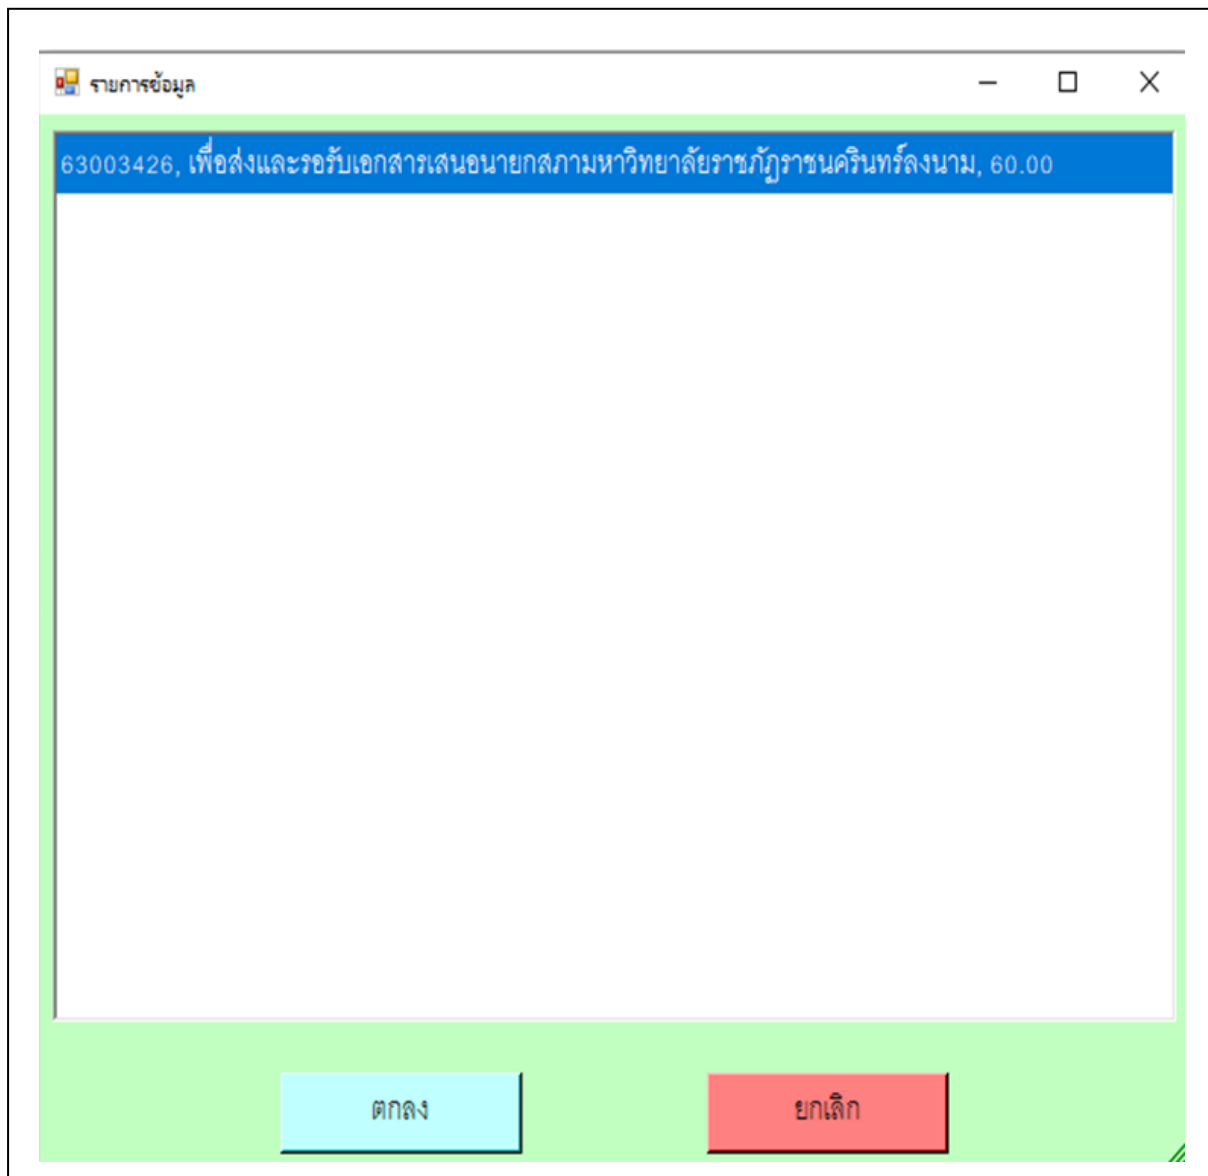 รายการข้อมูล
63003426, เพื่อส่งและรอรับเอกสารเสนอนายกสภามหาวิทยาลัยราชภัฏราชนครินทร์ลงนาม, 60.00
ตกลง
ยกเลิก